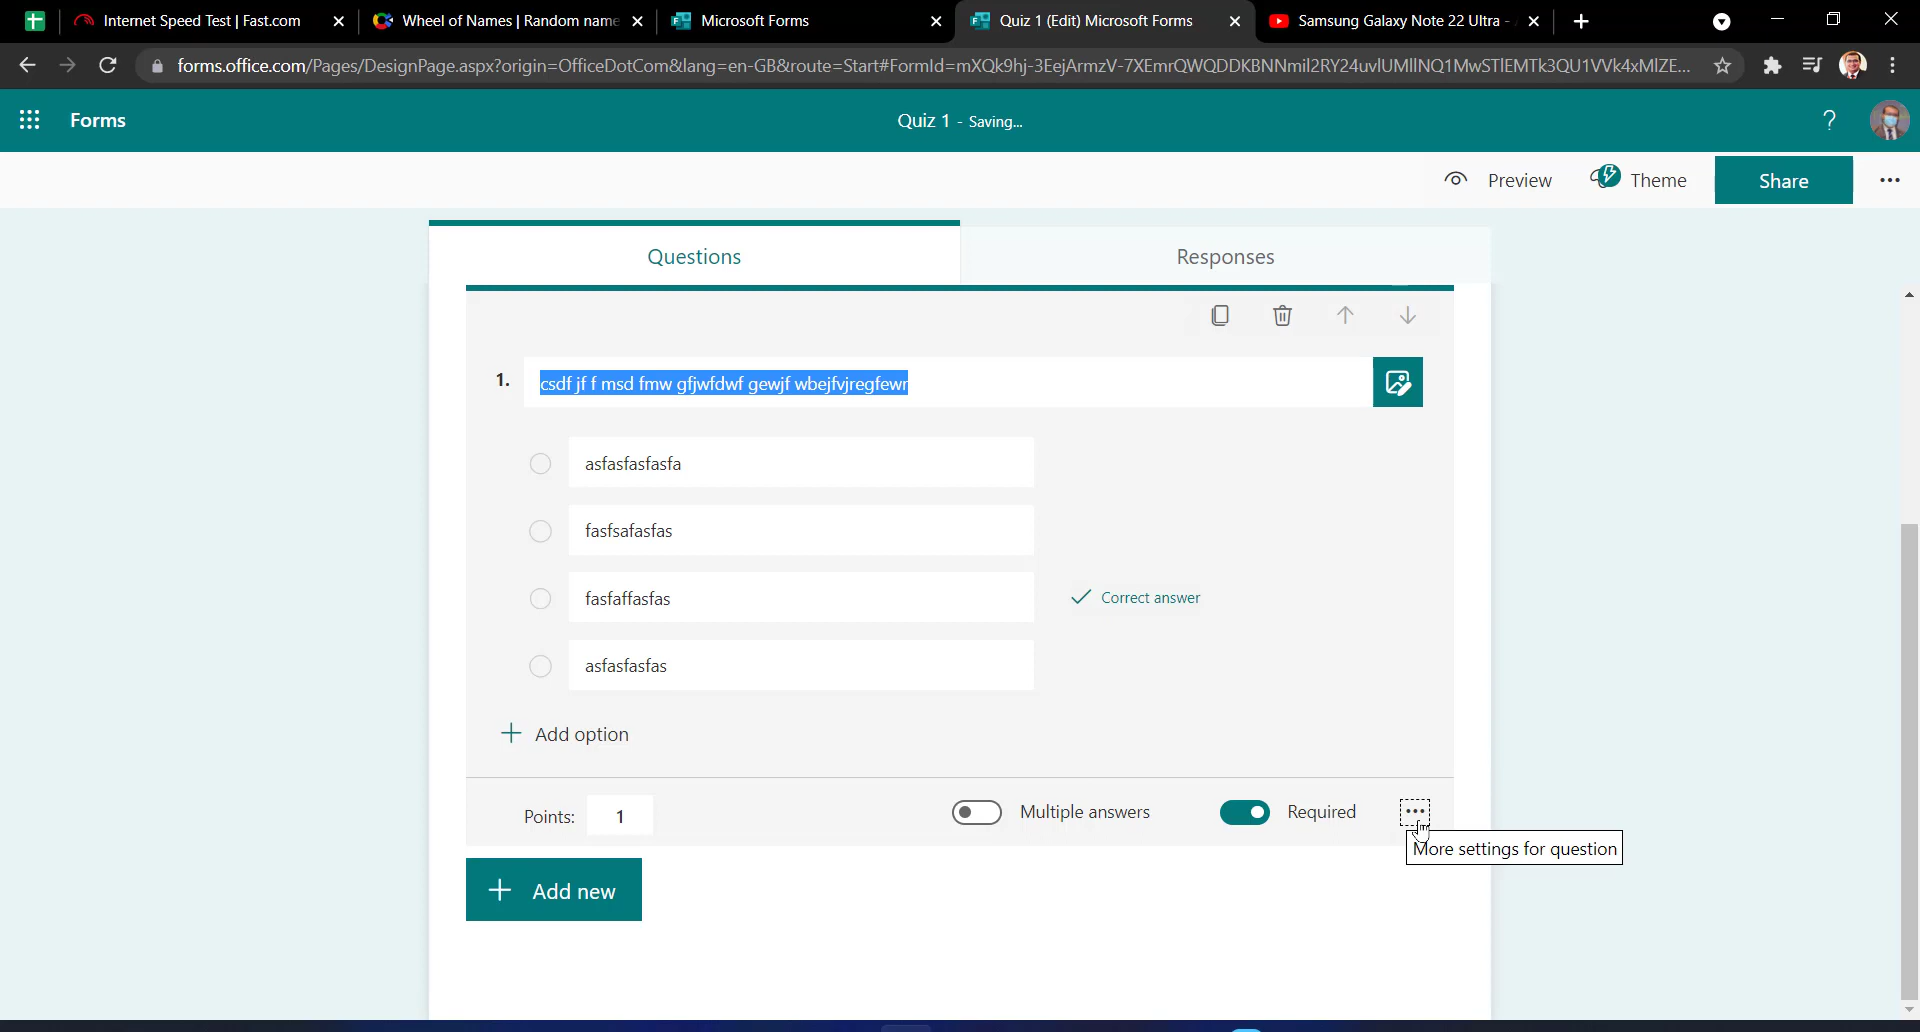 Internet Speed Test | Fast.com
Wheel of Names | Random name
Microsoft Forms
Quiz 1 (Edit) Microsoft Forms
Samsung Galaxy Note 22 Ultra -
forms.office.com/Pages/DesignPage.aspx?origin=OfficeDotCom&lang=en-GB&route=Start#FormId=mXQk9hj-3EejArmzV-7XEmrQWQDDKBNNmil2RY24uvlUMllNQ1MwSTlEMTk3QU1VVk4xMlZE...
Forms
Quiz 1 - Saving...
?
Preview
Theme
Share
Questions
Responses
1.
csdf jf f msd fmw gfjwfdwf gewjf wbejfvjregfewr
asfasfasfasfa
fasfsafasfas
fasfaffasfas
Correct answer
asfasfasfas
Add option
Points: 1
Multiple answers
Required
More settings for question
Add new